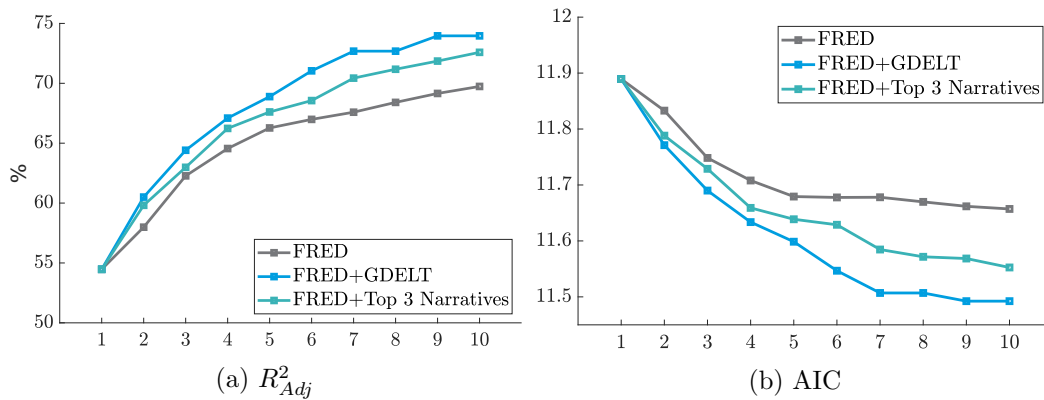 75
70
65
60
55
50
%
FRED
FRED+GDELT
FRED+Top 3 Narratives
1 2 3 4 5 6 7 8 9 10
(a) R²_Adj
12
11.9
11.8
11.7
11.6
11.5
FRED
FRED+GDELT
FRED+Top 3 Narratives
1 2 3 4 5 6 7 8 9 10
(b) AIC